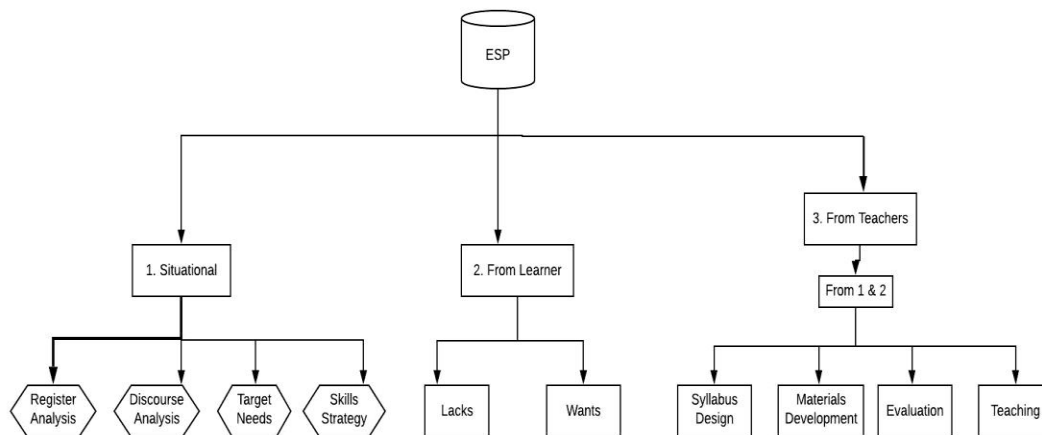 ESP
3. From Teachers
1. Situational
2. From Learner
From 1 & 2
Register
Analysis
Discourse
Analysis
Target
Needs
Skills
Strategy
Lacks
Wants
Syllabus
Design
Materials
Development
Evaluation
Teaching